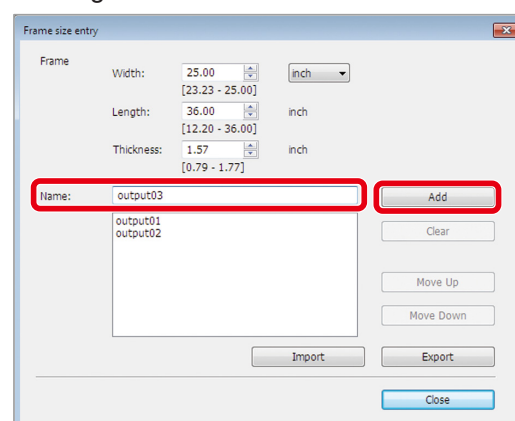 Frame size entry
Frame
Width: 25.00 inch
[23.23 - 25.00]
Length: 36.00 inch
[12.20 - 36.00]
Thickness: 1.57 inch
[0.79 - 1.77]
Name: output03 Add
output01
output02
Clear
Move Up
Move Down
Import Export
Close